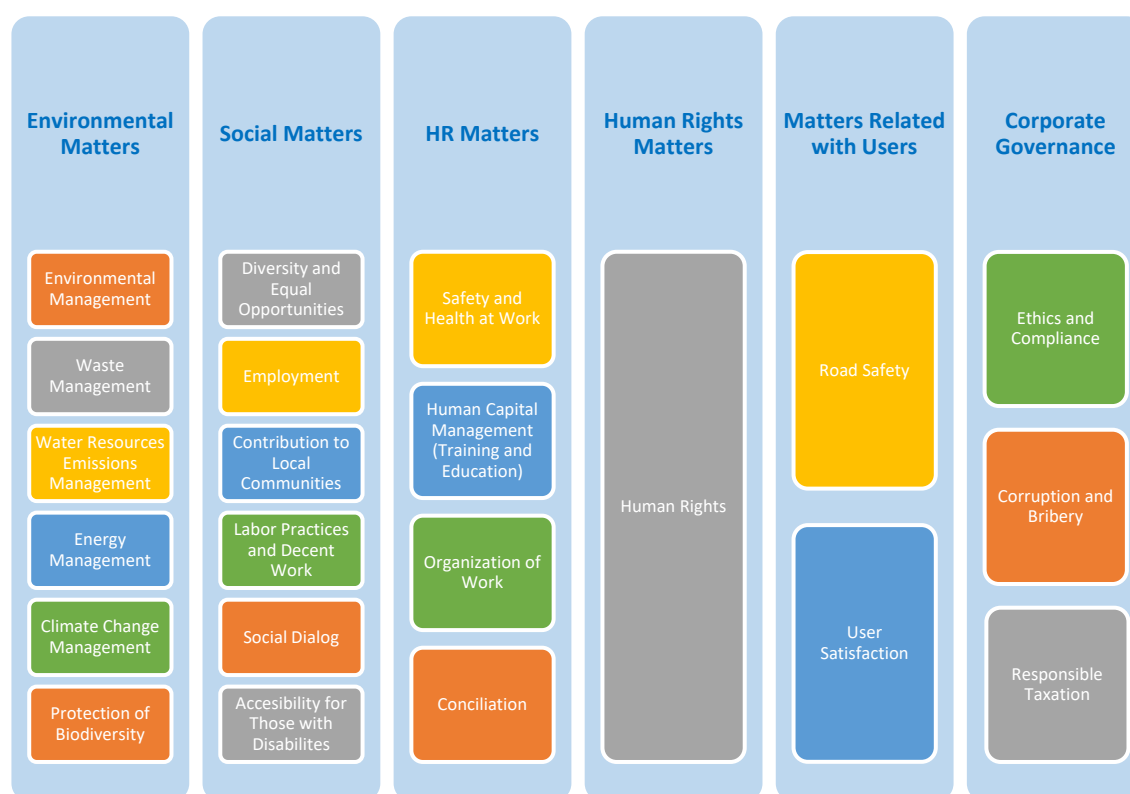 Environmental
Matters
Environmental
Management
Waste
Management
Water Resources
Emissions
Management
Energy
Management
Climate Change
Management
Protection of
Biodiversity
Social Matters
Diversity and
Equal
Opportunities
Employment
Contribution to
Local
Communities
Labor Practices
and Decent
Work
Social Dialog
Accesibility for
Those with
Disabilites
HR Matters
Safety and
Health at Work
Human Capital
Management
(Training and
Education)
Organization of
Work
Conciliation
Human Rights
Matters
Human Rights
Matters Related
with Users
Road Safety
User
Satisfaction
Corporate
Governance
Ethics and
Compliance
Corruption and
Bribery
Responsible
Taxation